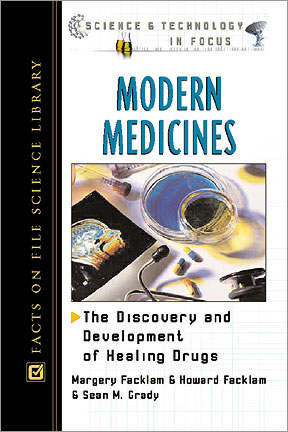 SCIENCE & TECHNOLOGY
IN FOCUS
MODERN
MEDICINES
The Discovery and
Development
of Healing Drugs
Margery Facklam & Howard Facklam
& Sean M. Grady
FACTS ON FILE SCIENCE LIBRARY